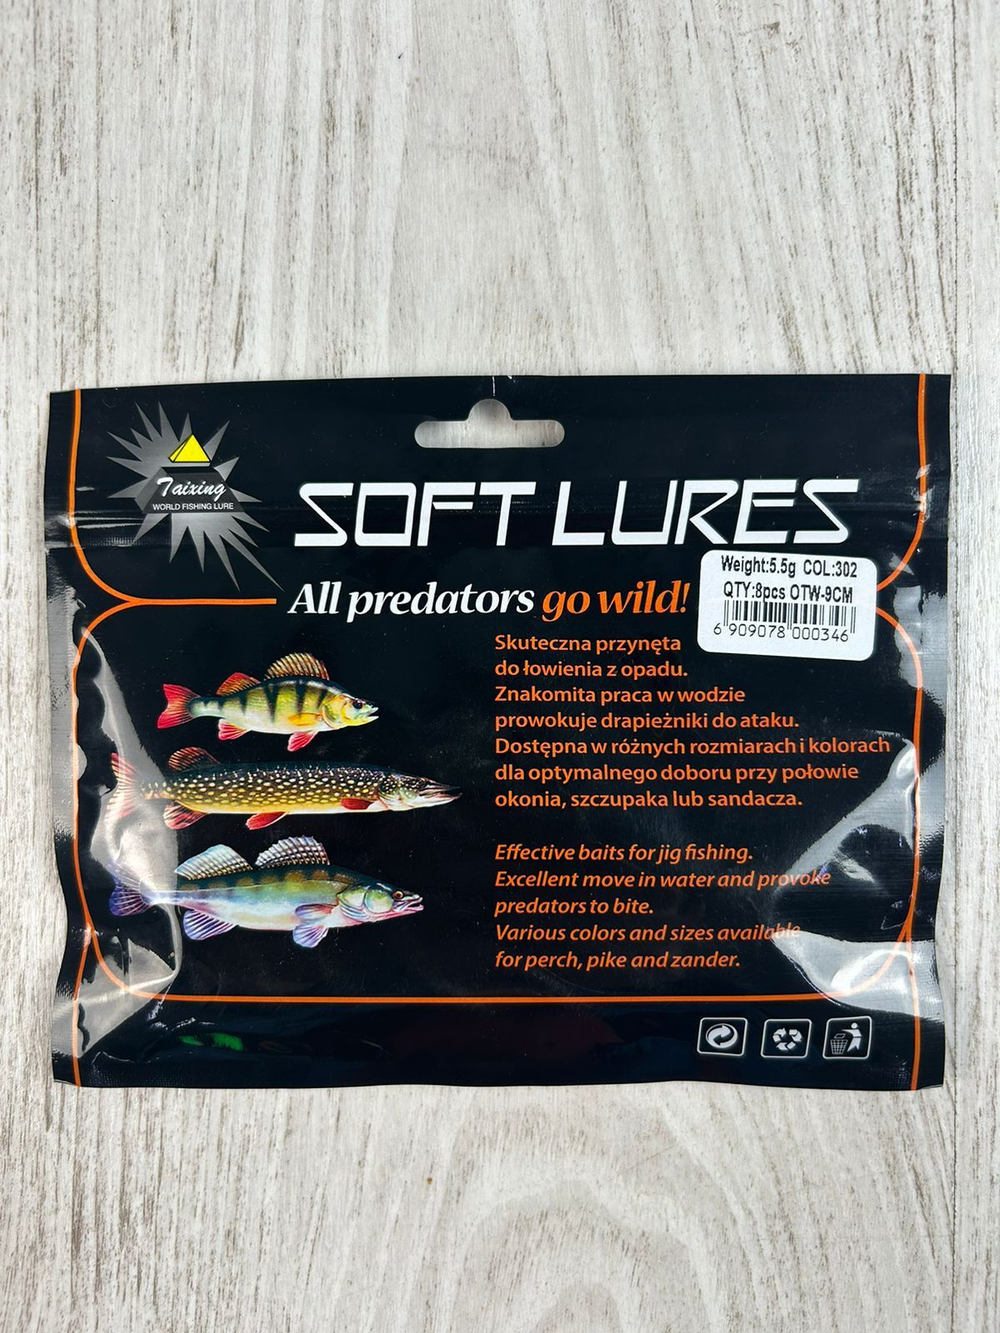 Taixing
WORLD FISHING LURE
SOFT LURES
All predators go wild!
Weight:5.5g COL:302
QTY:8pcs OTW-9CM
6 909078 000346
Skuteczna przynęta
do łowienia z opadu.
Znakomita praca w wodzie
prowokuje drapieżniki do ataku.
Dostępna w różnych rozmiarach i kolorach
dla optymalnego doboru przy połowie
okonia, szczupaka lub sandacza.
Effective baits for jig fishing.
Excellent move in water and provoke
predators to bite.
Various colors and sizes available
for perch, pike and zander.